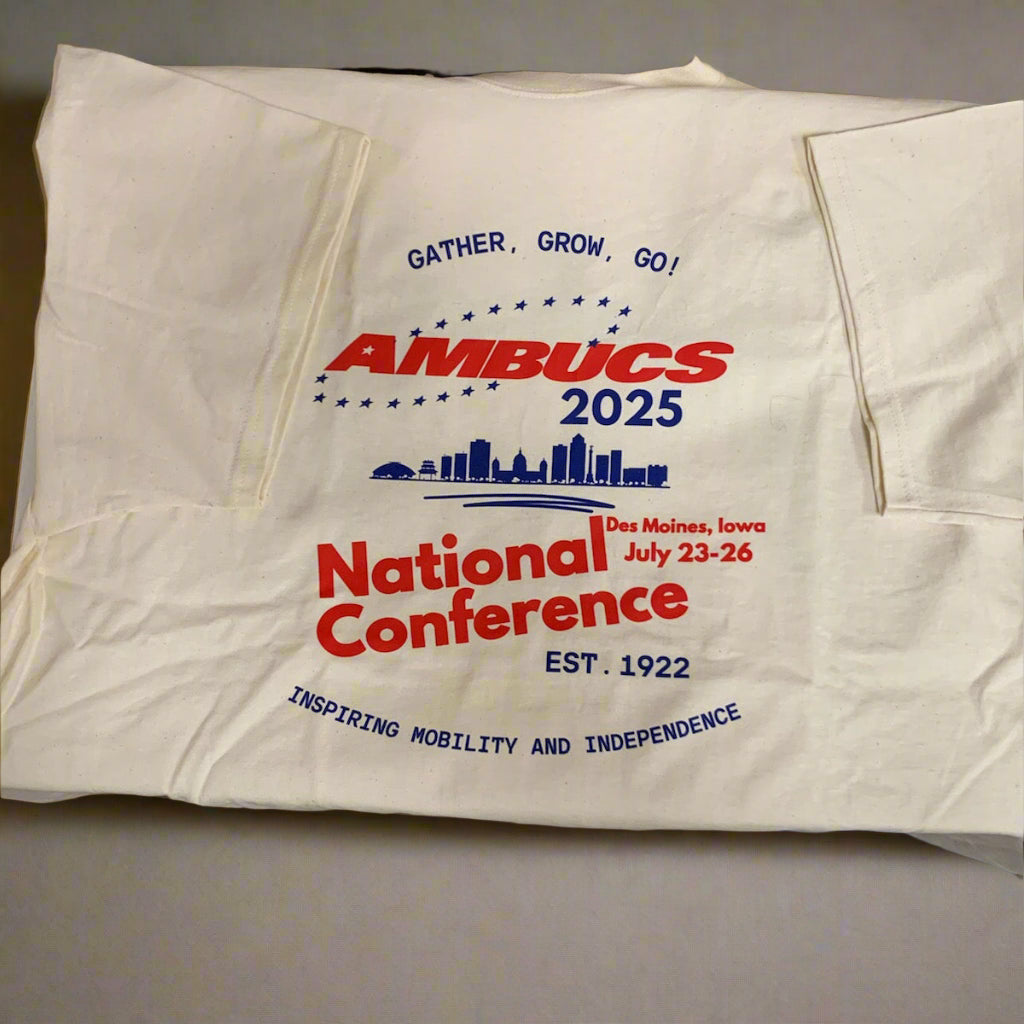 GATHER, GROW, GO!
AMBUCS
2025
Des Moines, Iowa
July 23-26
National
Conference
EST. 1922
INSPIRING MOBILITY AND INDEPENDENCE